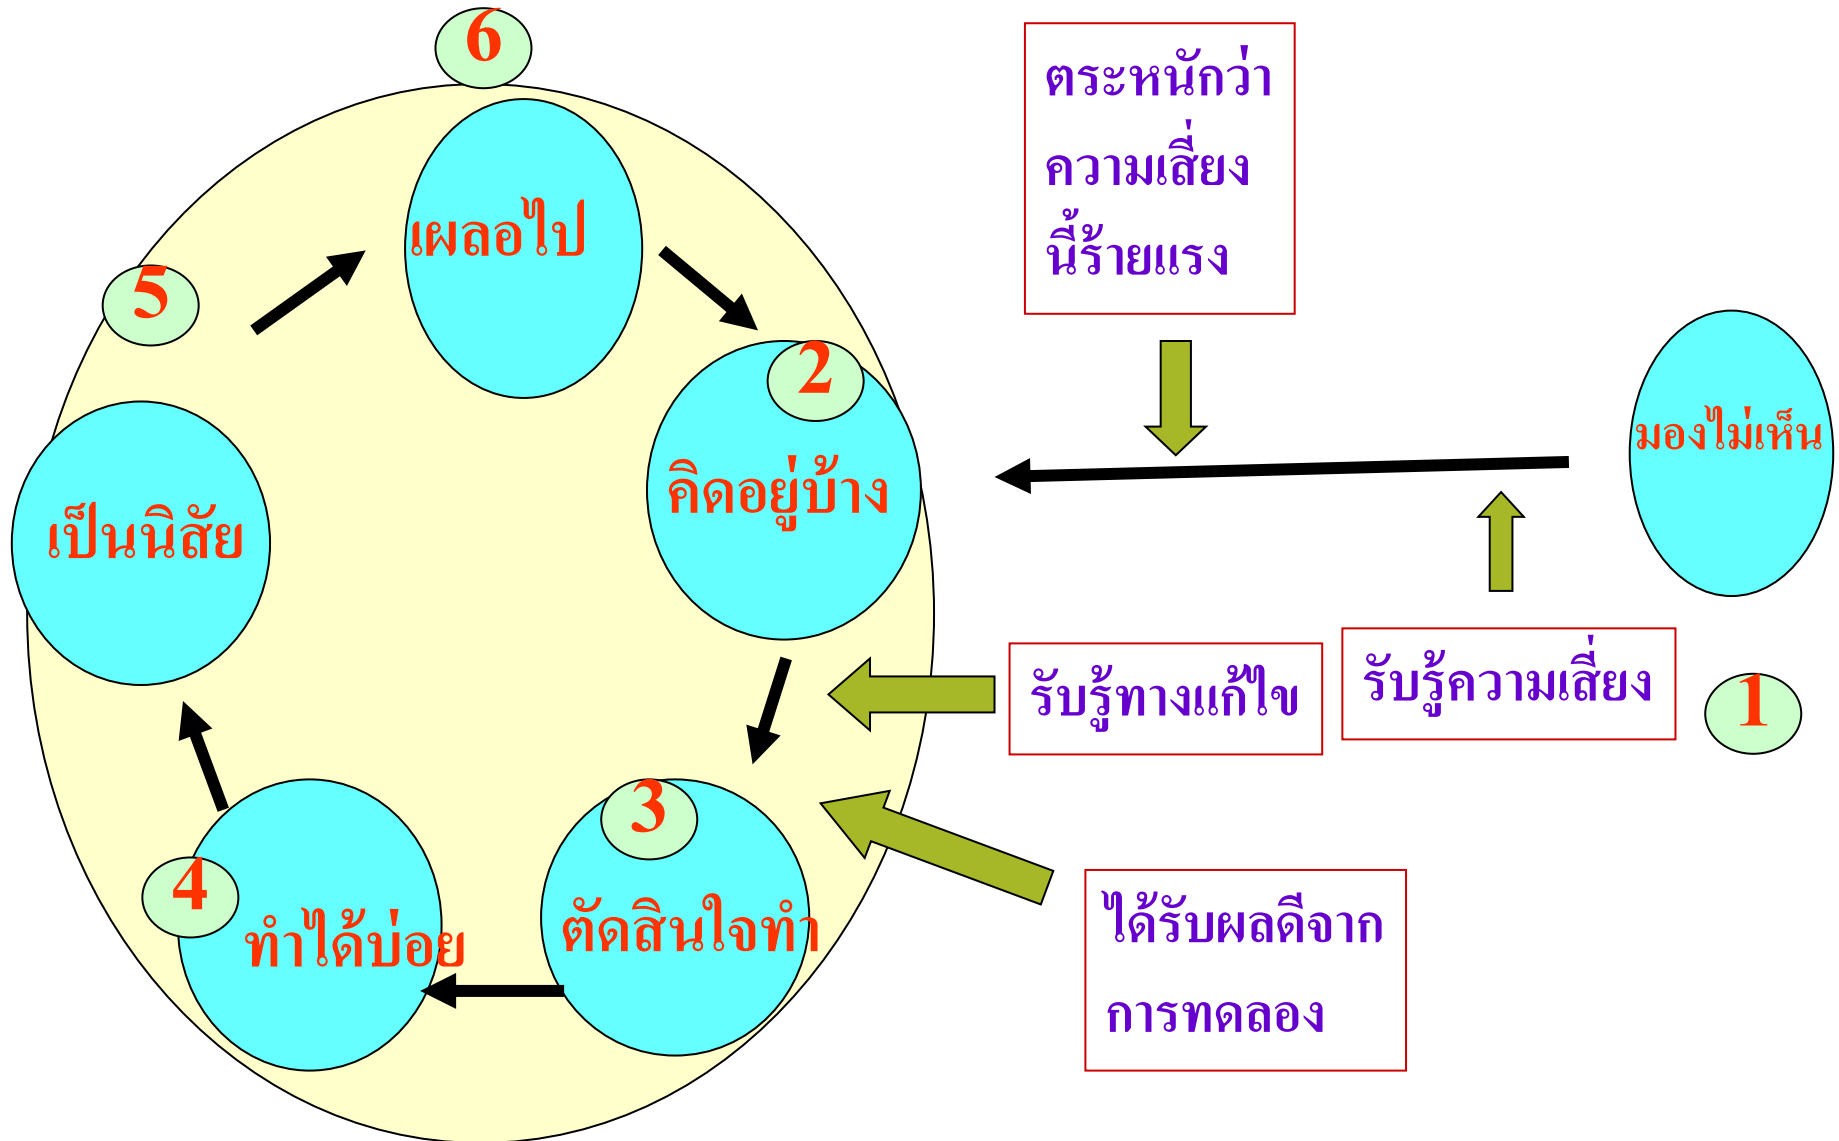 6
เผลอไป
ตระหนักว่า
ความเสี่ยง
นี้ร้ายแรง
5
2
คิดอยู่บ้าง
มองไม่เห็น
เป็นนิสัย
รับรู้ทางแก้ไข
รับรู้ความเสี่ยง
1
3
ตัดสินใจทำ
4
ทำได้บ่อย
ได้รับผลดีจาก
การทดลอง